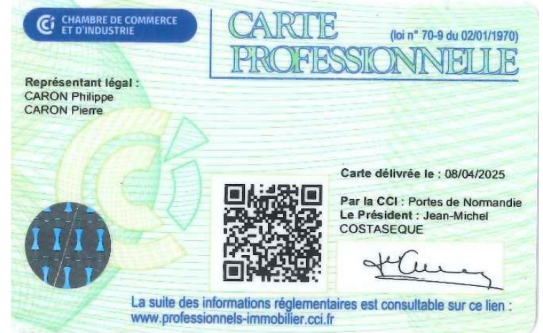 CHAMBRE DE COMMERCE
ET D'INDUSTRIE
CARTE
PROFESSIONNELLE
(loi n° 70-9 du 02/01/1970)
Représentant légal :
CARON Philippe
CARON Pierre
Carte délivrée le : 08/04/2025
Par la CCI : Portes de Normandie
Le Président : Jean-Michel
COSTASEQUE
La suite des informations réglementaires est consultable sur ce lien :
www.professionnels-immobilier.cci.fr